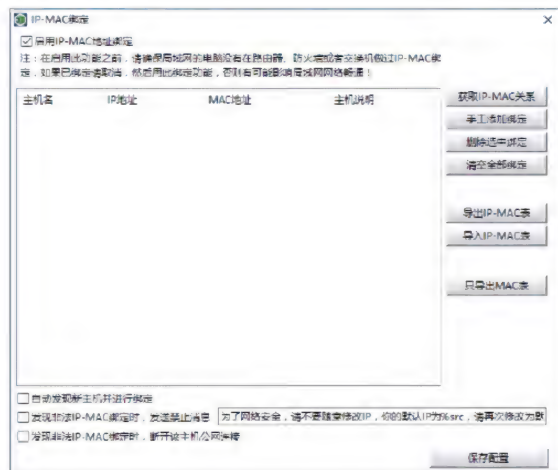 IP-MAC绑定
启用IP-MAC地址绑定
注：在启用此功能之前，请确保局域网的电脑没有在路由器、防火墙或者交换机做过IP-MAC绑
定，如果已绑定请取消，然后用此绑定功能，否则有可能影响局域网网络畅通！
主机名 IP地址 MAC地址 主机说明
获取IP-MAC关系
手工添加绑定
删除选中绑定
清空全部绑定
导出IP-MAC表
导入IP-MAC表
只导出MAC表
自动发现新主机并进行绑定
发现非法IP-MAC绑定时，发送禁止消息 为了网络安全，请不要随意修改IP，你的默认IP为%src，请再次修改为默
发现非法IP-MAC绑定时，断开该主机公网连接
保存配置